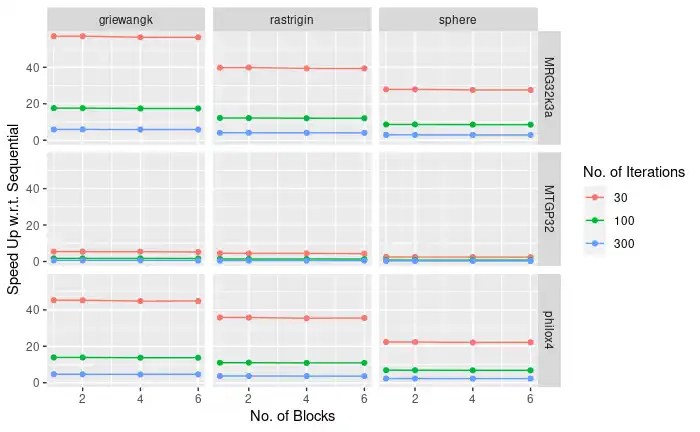 griewangk rastrigin sphere
Speed Up w.r.t. Sequential
40
20
0
MRG32k3a
40
20
0
MTGP32
40
20
0
philox4
2 4 6 2 4 6 2 4 6
No. of Blocks
No. of Iterations
30
100
300